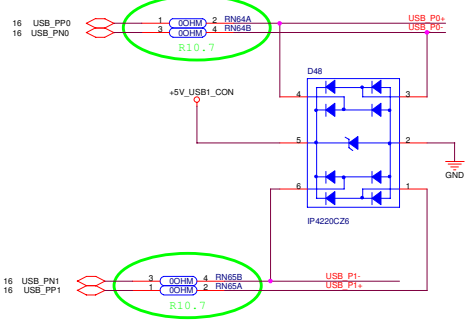 16 USB_PP0 1 0OHM 2 RN64A USB_P0+
16 USB_PN0 3 0OHM 4 RN64B USB_P0-
R10.7
D48
+5V_USB1_CON
4 3
5 2
GND
6 1
IP4220CZ6
16 USB_PN1 3 0OHM 4 RN65B USB_P1-
16 USB_PP1 1 0OHM 2 RN65A USB_P1+
R10.7